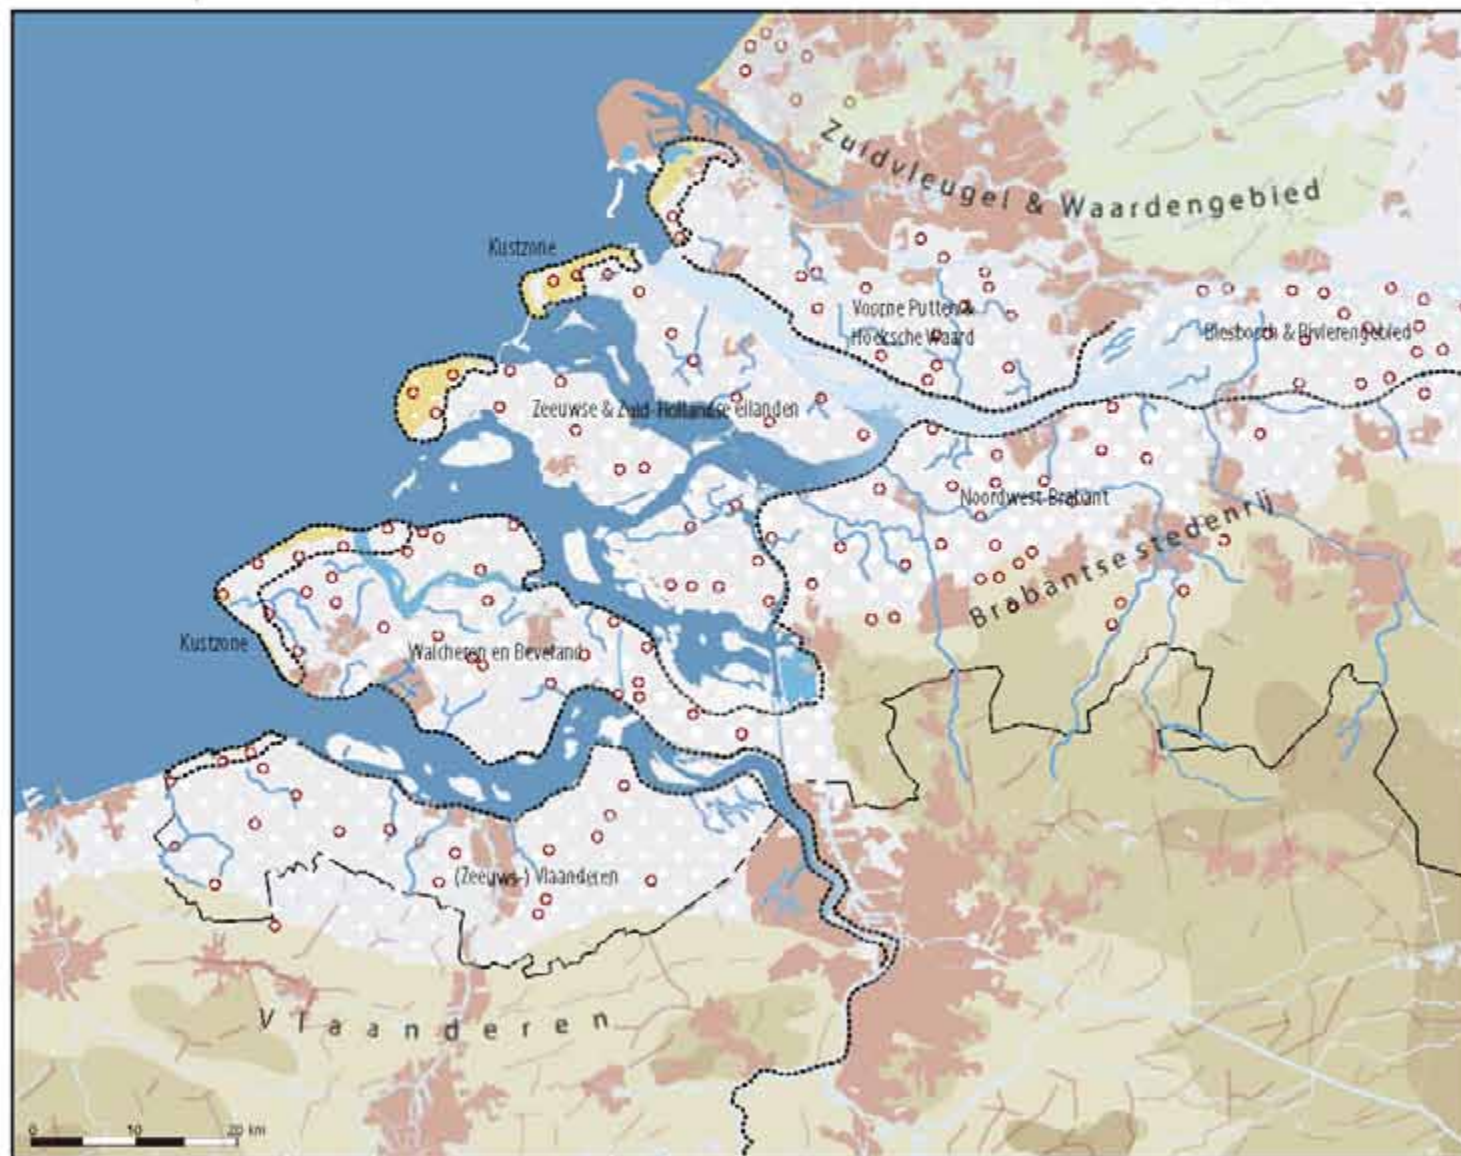 Zuidvleugel & Waardengebied
Kustzone
Voorne Putten &
Hoeksche Waard
Biesbosch & Rivierengebied
Zeeuwse & Zuid-Hollandse eilanden
Noordwest-Brabant
Brabantse stedenrij
Kustzone
Walcheren en Beveland
(Zeeuws-) Vlaanderen
Vlaanderen
0 10 20 km